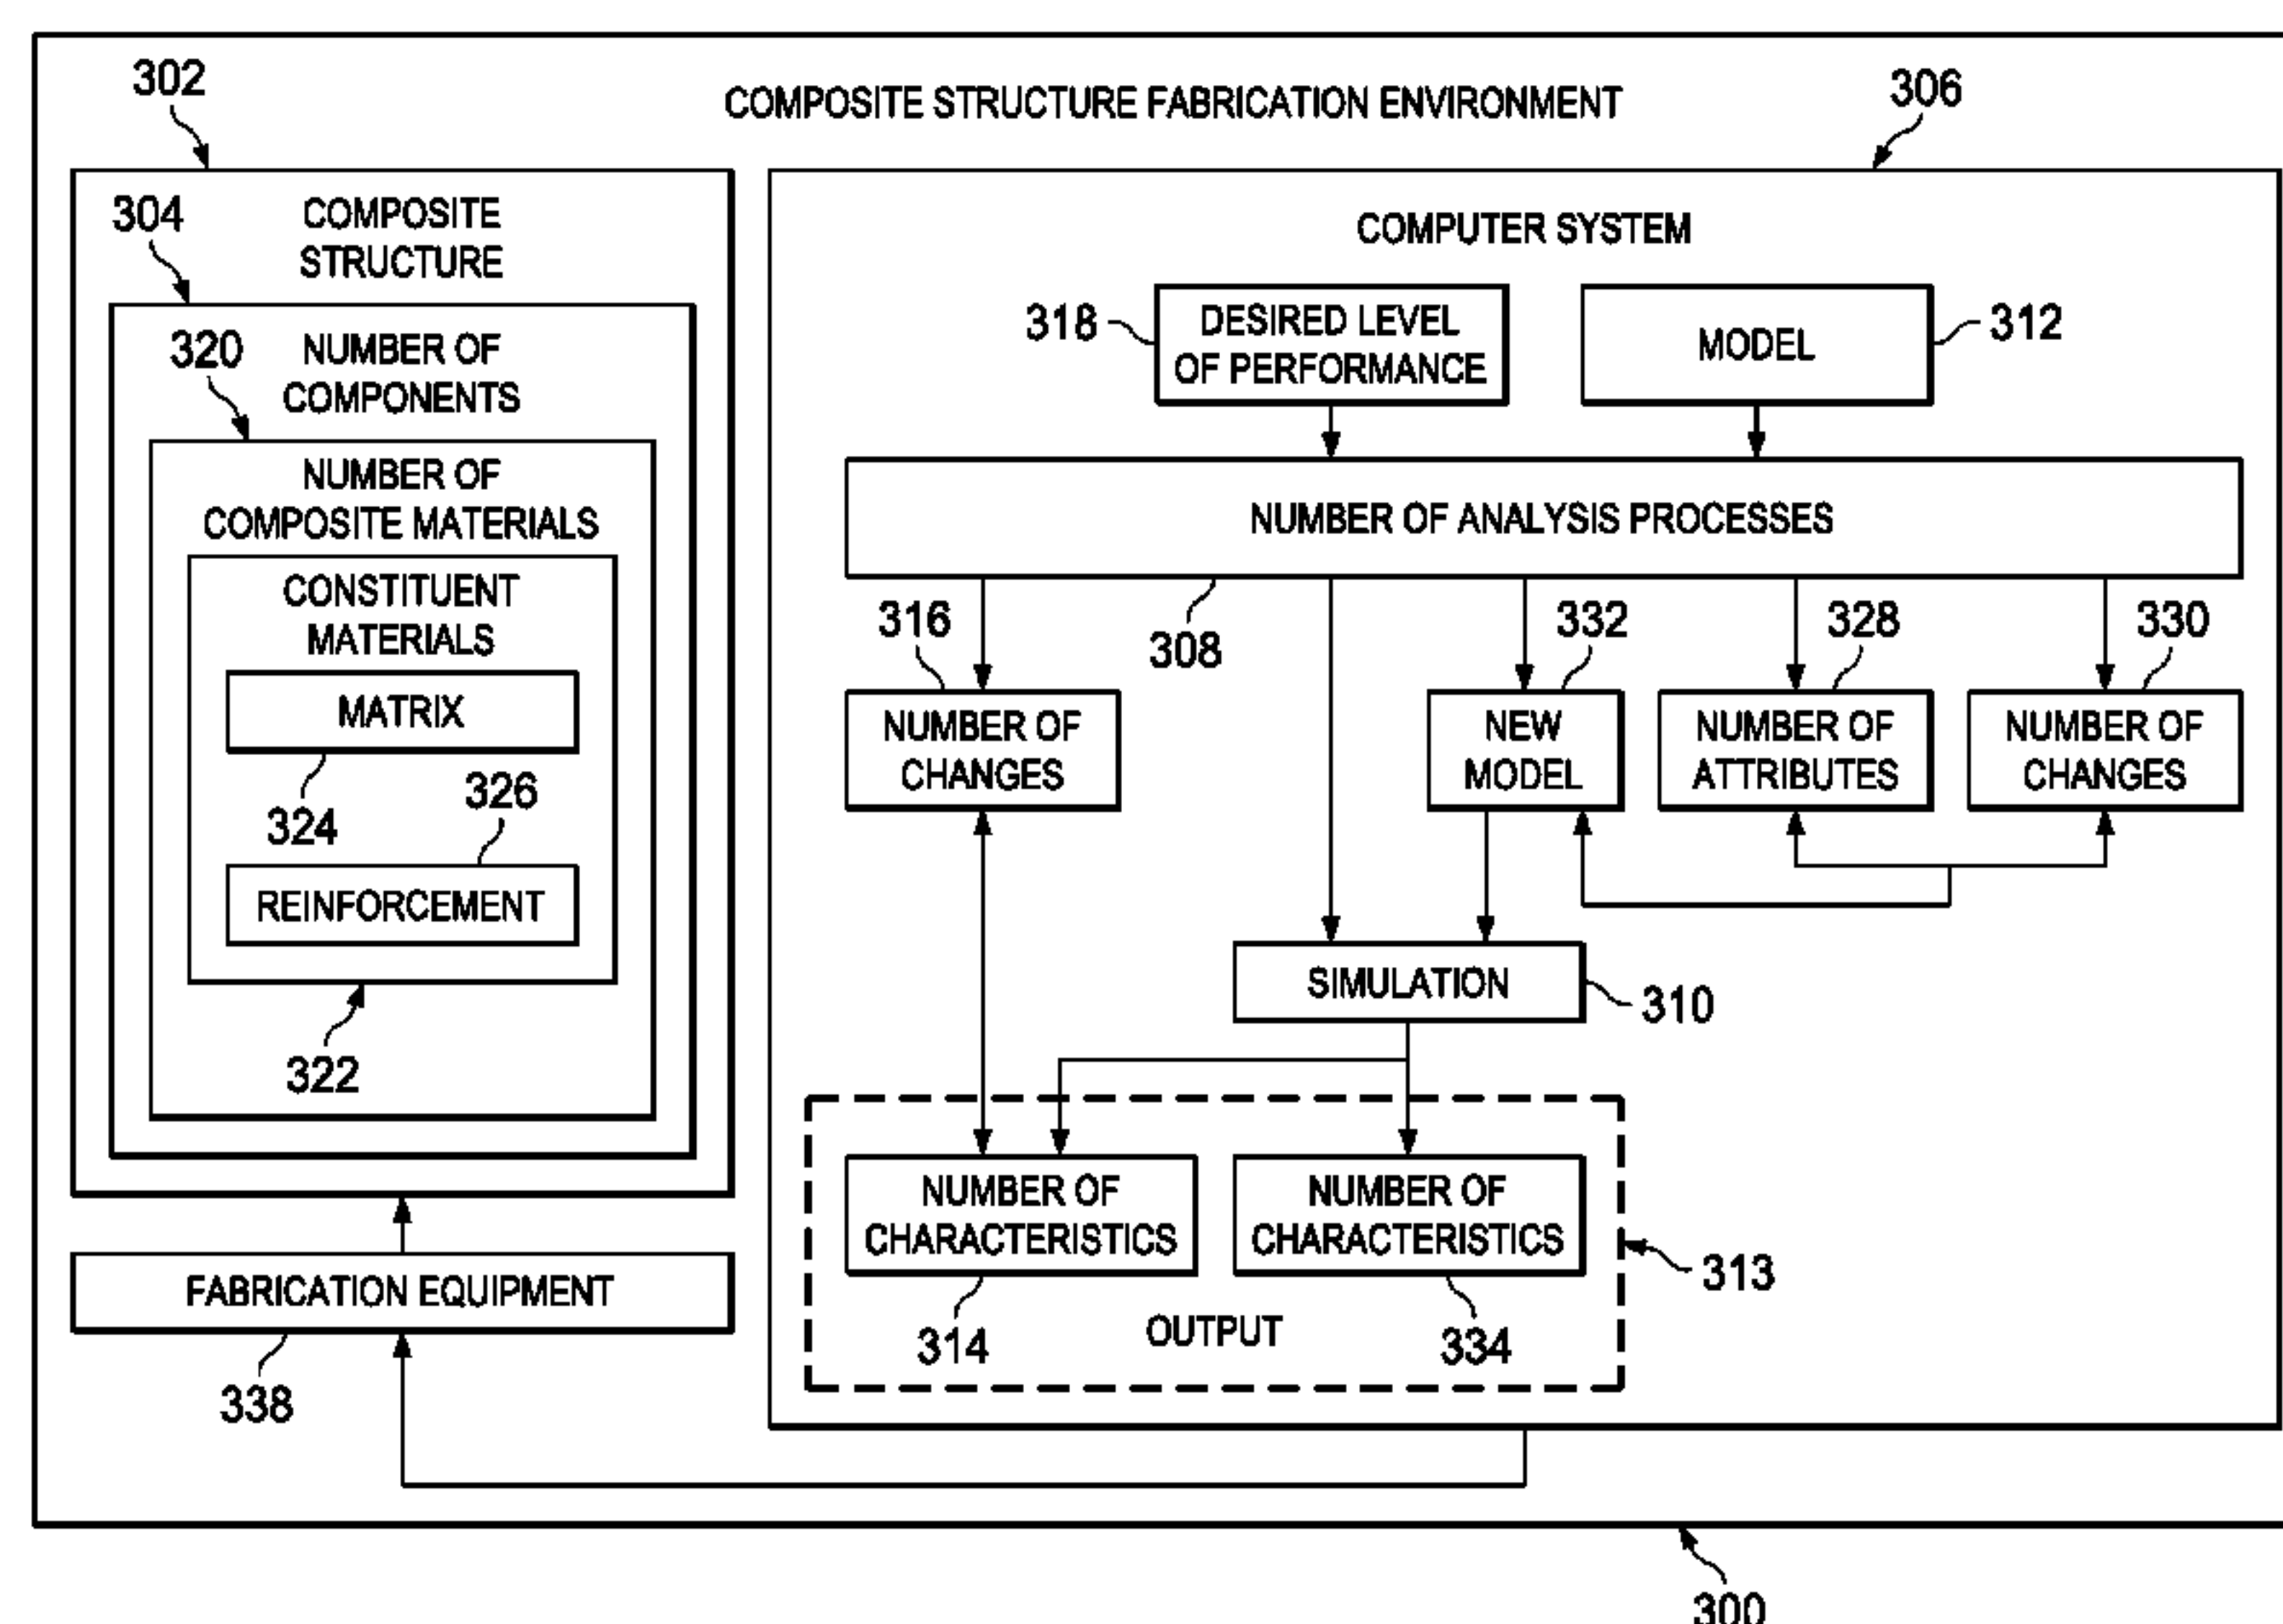 302
COMPOSITE STRUCTURE FABRICATION ENVIRONMENT
306
304
COMPOSITE
STRUCTURE
320
NUMBER OF
COMPONENTS
NUMBER OF
COMPOSITE MATERIALS
CONSTITUENT
MATERIALS
MATRIX
324
326
REINFORCEMENT
322
FABRICATION EQUIPMENT
338
COMPUTER SYSTEM
318
DESIRED LEVEL
OF PERFORMANCE
MODEL
312
NUMBER OF ANALYSIS PROCESSES
316
308
332
328
330
NUMBER OF
CHANGES
NEW
MODEL
NUMBER OF
ATTRIBUTES
NUMBER OF
CHANGES
SIMULATION
310
NUMBER OF
CHARACTERISTICS
NUMBER OF
CHARACTERISTICS
313
314
OUTPUT
334
300